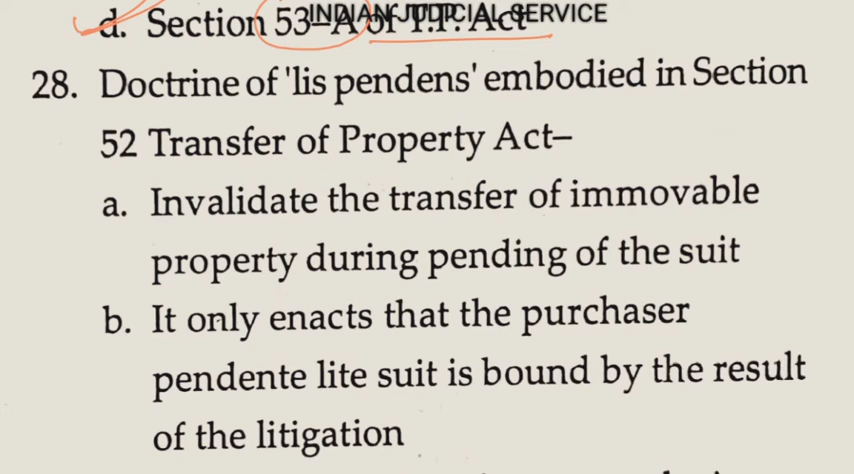 d. Section 53–A of T.P. Act
INDIAN JUDICIAL SERVICE
28. Doctrine of 'lis pendens' embodied in Section
52 Transfer of Property Act–
a. Invalidate the transfer of immovable
property during pending of the suit
b. It only enacts that the purchaser
pendente lite suit is bound by the result
of the litigation